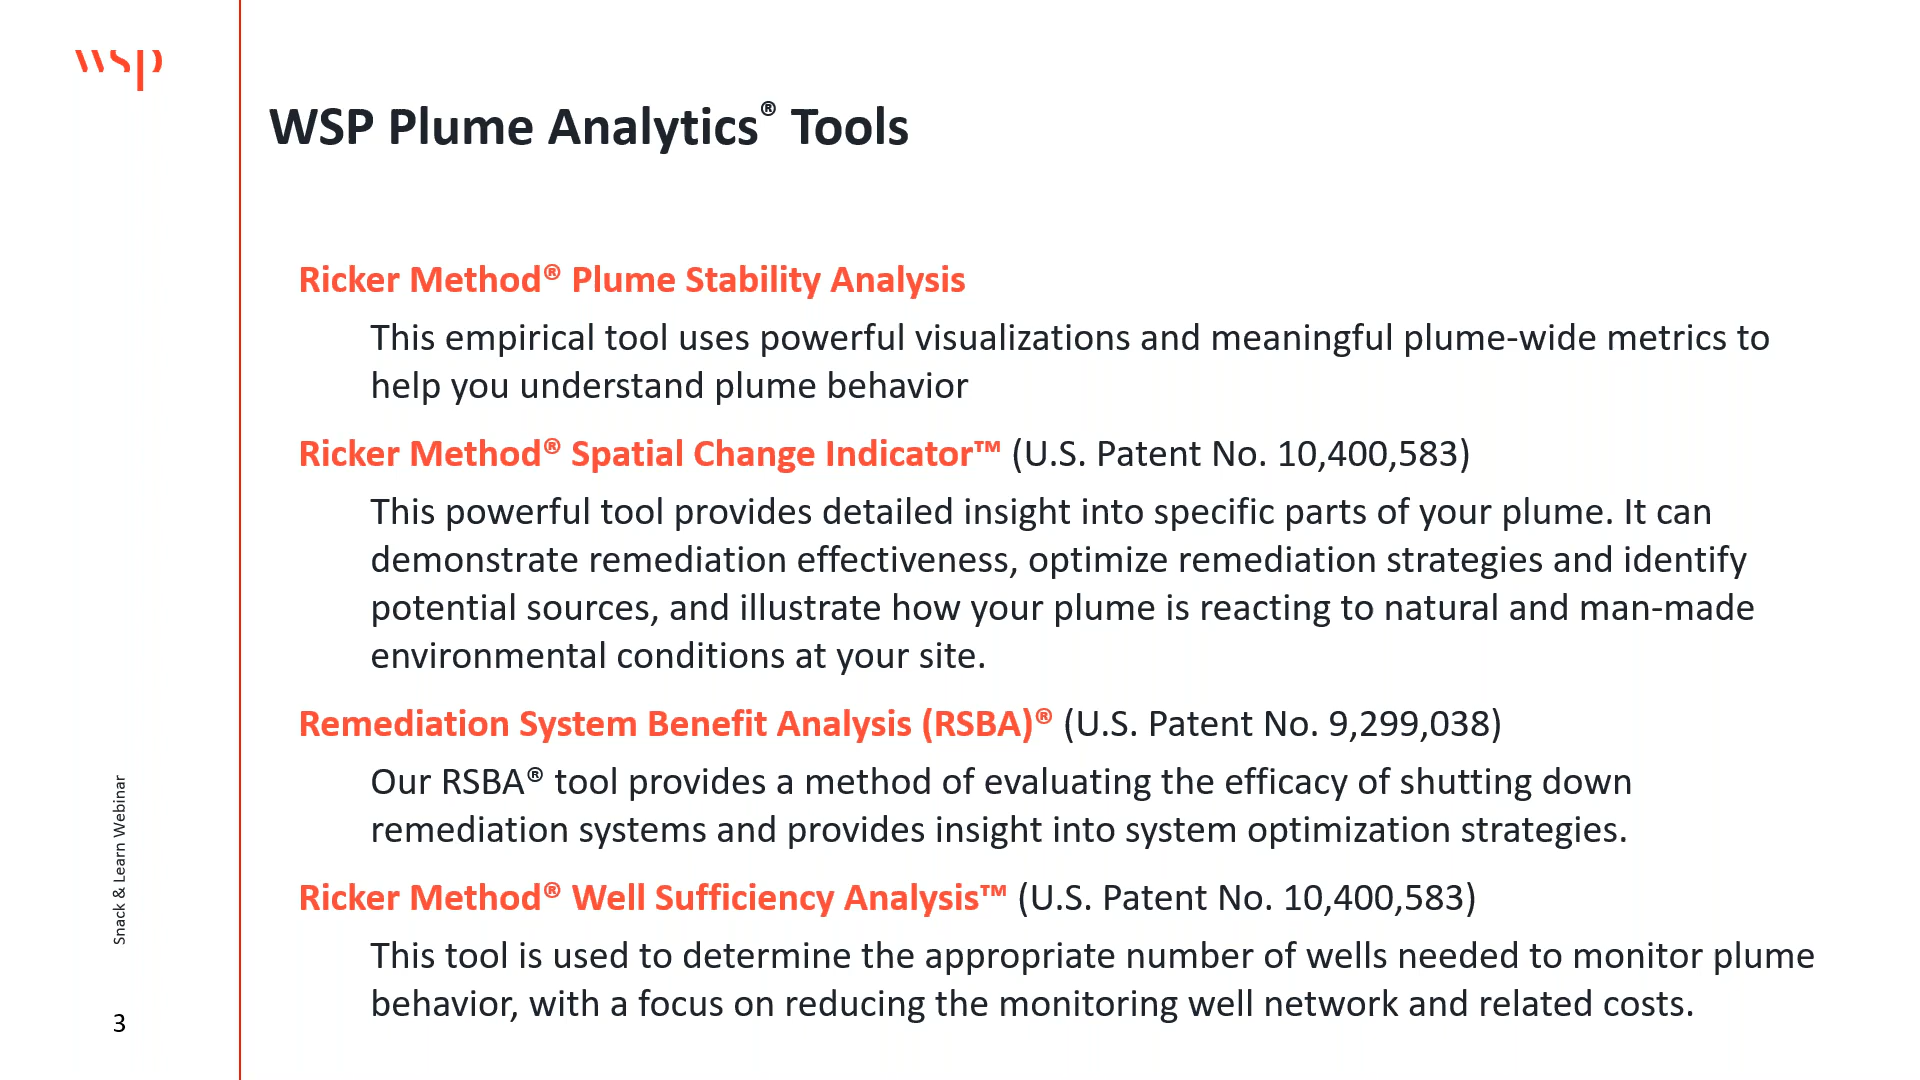 wsp
WSP Plume Analytics® Tools
Ricker Method® Plume Stability Analysis
This empirical tool uses powerful visualizations and meaningful plume-wide metrics to
help you understand plume behavior
Ricker Method® Spatial Change Indicator™ (U.S. Patent No. 10,400,583)
This powerful tool provides detailed insight into specific parts of your plume. It can
demonstrate remediation effectiveness, optimize remediation strategies and identify
potential sources, and illustrate how your plume is reacting to natural and man-made
environmental conditions at your site.
Remediation System Benefit Analysis (RSBA)® (U.S. Patent No. 9,299,038)
Our RSBA® tool provides a method of evaluating the efficacy of shutting down
remediation systems and provides insight into system optimization strategies.
Ricker Method® Well Sufficiency Analysis™ (U.S. Patent No. 10,400,583)
This tool is used to determine the appropriate number of wells needed to monitor plume
behavior, with a focus on reducing the monitoring well network and related costs.
Snack & Learn Webinar
3